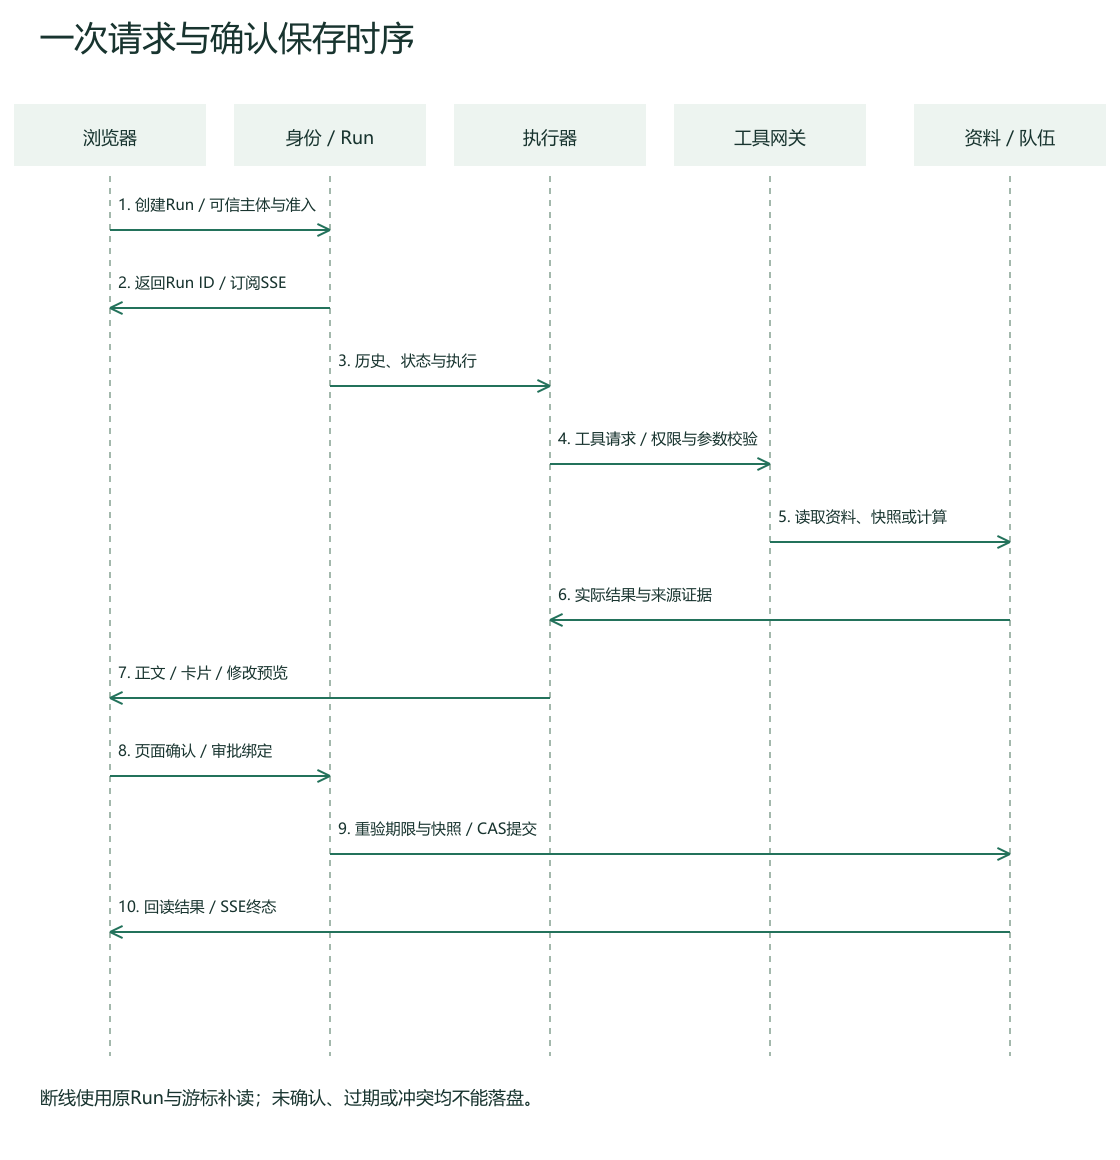 一次请求与确认保存时序
浏览器
身份 / Run
执行器
工具网关
资料 / 队伍
1. 创建Run / 可信主体与准入
2. 返回Run ID / 订阅SSE
3. 历史、状态与执行
4. 工具请求 / 权限与参数校验
5. 读取资料、快照或计算
6. 实际结果与来源证据
7. 正文 / 卡片 / 修改预览
8. 页面确认 / 审批绑定
9. 重验期限与快照 / CAS提交
10. 回读结果 / SSE终态
断线使用原Run与游标补读；未确认、过期或冲突均不能落盘。